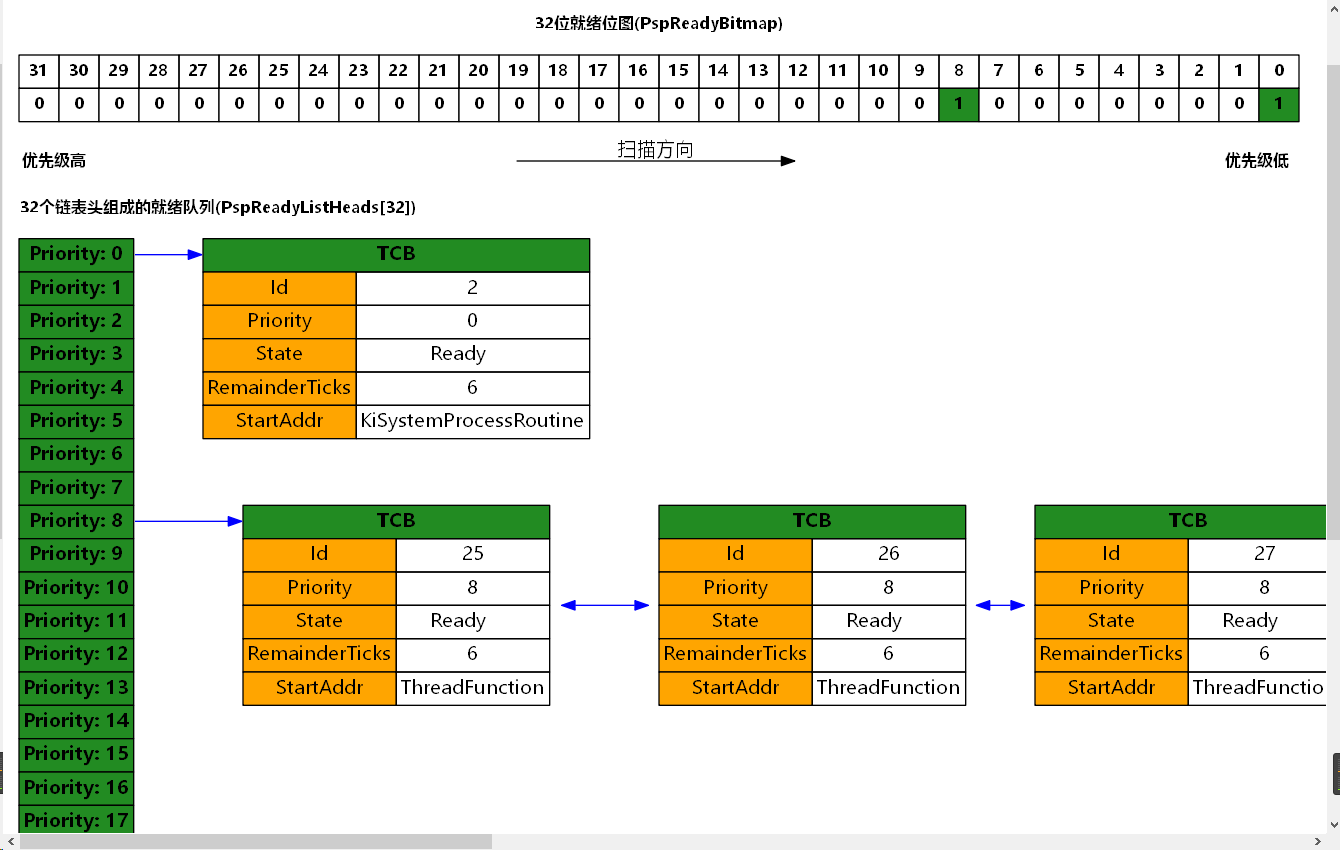 32位就绪位图(PspReadyBitmap)
31 30 29 28 27 26 25 24 23 22 21 20 19 18 17 16 15 14 13 12 11 10 9 8 7 6 5 4 3 2 1 0
0 0 0 0 0 0 0 0 0 0 0 0 0 0 0 0 0 0 0 0 0 0 0 1 0 0 0 0 0 0 0 1
优先级高 扫描方向 优先级低
32个链表头组成的就绪队列(PspReadyListHeads[32])
Priority: 0 TCB
Priority: 1 Id 2
Priority: 2 Priority 0
Priority: 3 State Ready
Priority: 4 RemainderTicks 6
Priority: 5 StartAddr KiSystemProcessRoutine
Priority: 6
Priority: 7
Priority: 8 TCB TCB TCB
Priority: 9 Id 25 Id 26 Id 27
Priority: 10 Priority 8 Priority 8 Priority 8
Priority: 11 State Ready State Ready State Ready
Priority: 12 RemainderTicks 6 RemainderTicks 6 RemainderTicks 6
Priority: 13 StartAddr ThreadFunction StartAddr ThreadFunction StartAddr ThreadFunctio
Priority: 14
Priority: 15
Priority: 16
Priority: 17